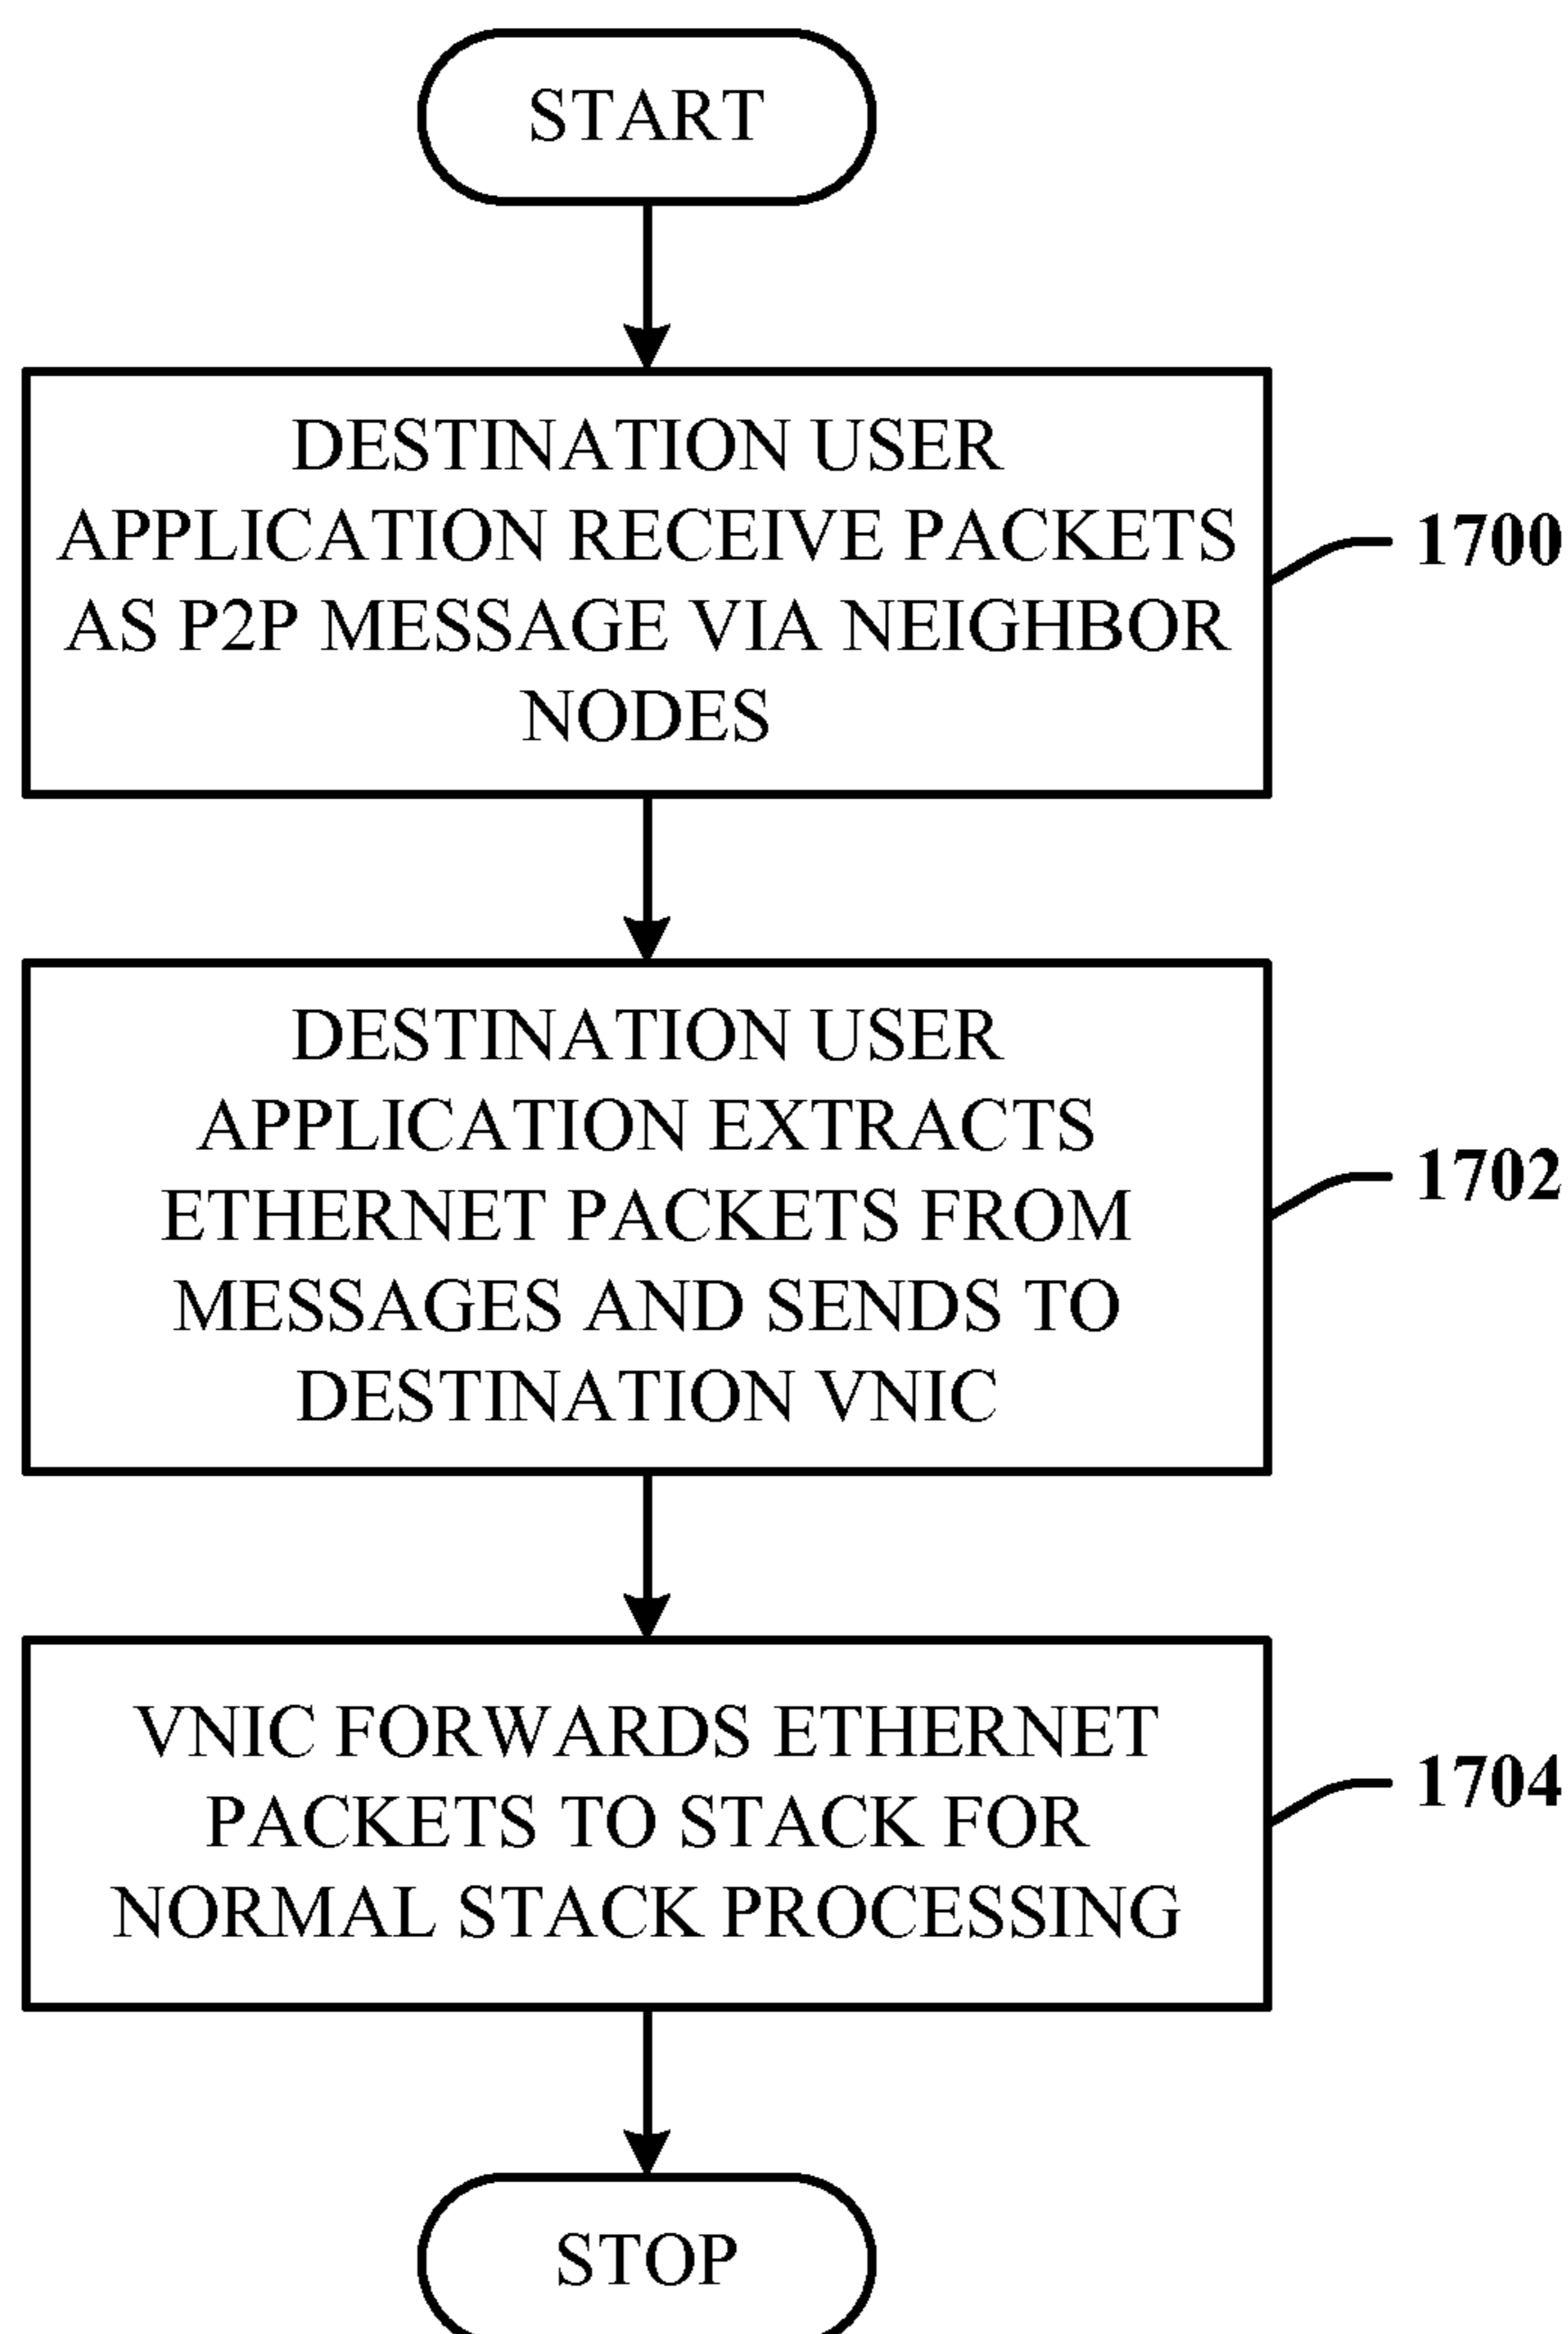 START
DESTINATION USER
APPLICATION RECEIVE PACKETS
AS P2P MESSAGE VIA NEIGHBOR
NODES
1700
DESTINATION USER
APPLICATION EXTRACTS
ETHERNET PACKETS FROM
MESSAGES AND SENDS TO
DESTINATION VNIC
1702
VNIC FORWARDS ETHERNET
PACKETS TO STACK FOR
NORMAL STACK PROCESSING
1704
STOP